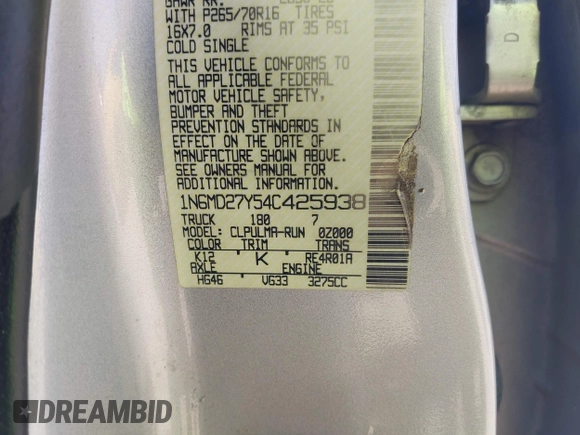 GAWR RR.
WITH P265/70R16 TIRES
16X7.0 RIMS AT 35 PSI
COLD SINGLE
THIS VEHICLE CONFORMS TO
ALL APPLICABLE FEDERAL
MOTOR VEHICLE SAFETY,
BUMPER AND THEFT
PREVENTION STANDARDS IN
EFFECT ON THE DATE OF
MANUFACTURE SHOWN ABOVE.
SEE OWNERS MANUAL FOR
ADDITIONAL INFORMATION
1N6MD27Y54C425938
TRUCK 180 7
MODEL: CLPULMA-RUN 0Z000
COLOR TRIM TRANS
K12 K RE4R01A
AXLE ENGINE
HG46 VG33 3275CC
D
DREAMBID